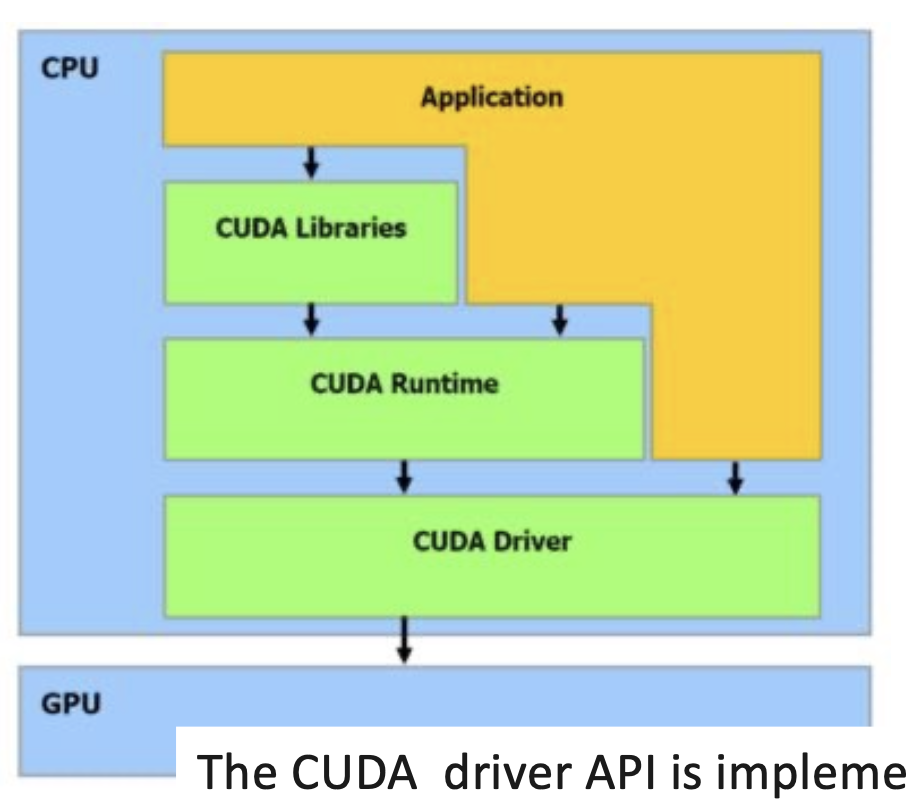 CPU
Application
CUDA Libraries
CUDA Runtime
CUDA Driver
GPU
The CUDA  driver API is impleme